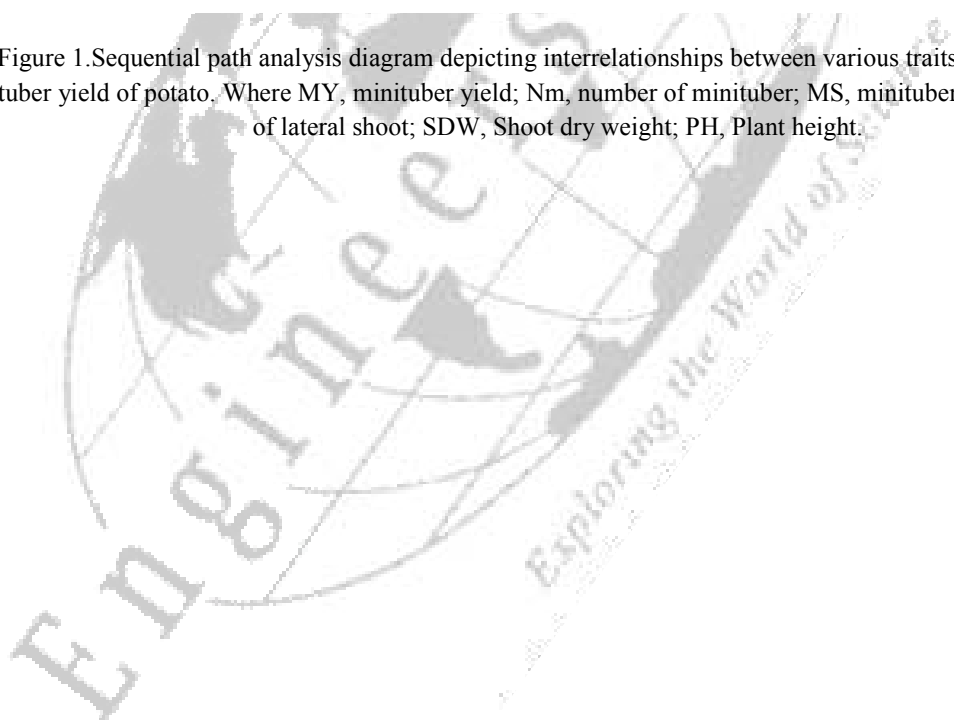 Figure 1.Sequential path analysis diagram depicting interrelationships between various traits
tuber yield of potato. Where MY, minituber yield; Nm, number of minituber; MS, minituber
of lateral shoot; SDW, Shoot dry weight; PH, Plant height.
Engineers
Exploring the World of Science